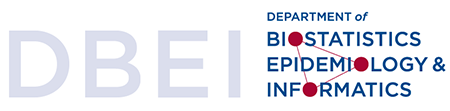 DBEI
DEPARTMENT of
BIOSTATISTICS
EPIDEMIOLOGY &
INFORMATICS